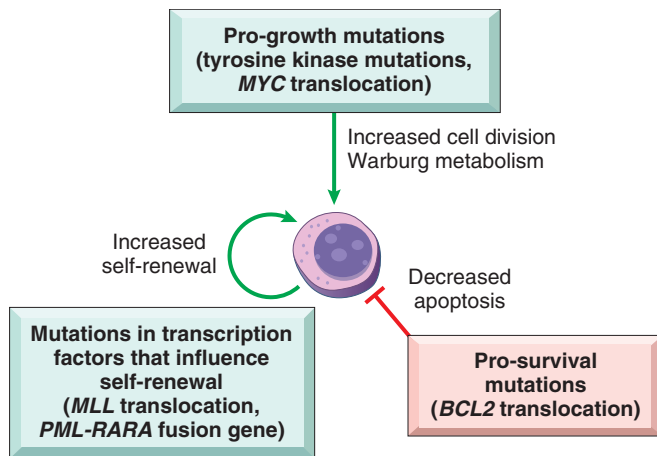 Pro-growth mutations
(tyrosine kinase mutations,
MYC translocation)
Increased cell division
Warburg metabolism
Increased
self-renewal
Decreased
apoptosis
Mutations in transcription
factors that influence
self-renewal
(MLL translocation,
PML-RARA fusion gene)
Pro-survival
mutations
(BCL2 translocation)